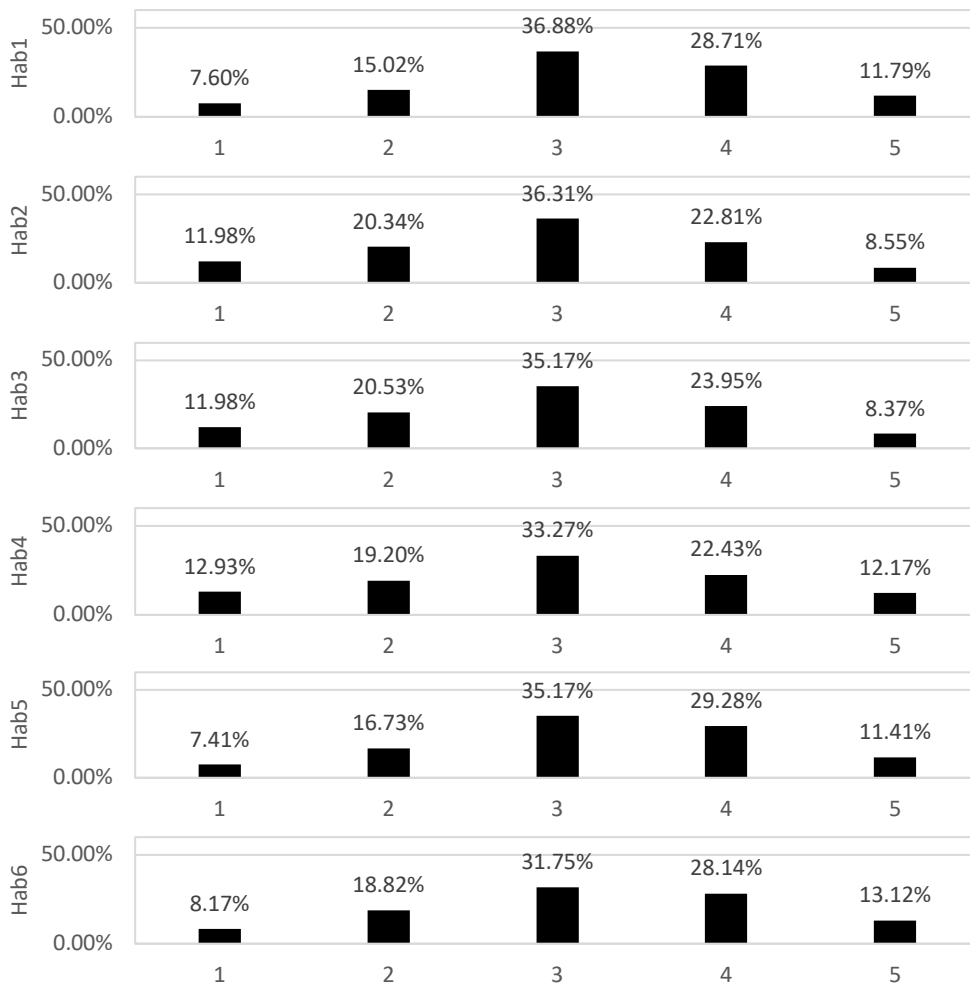 Hab1
50.00%
0.00%
7.60% 15.02% 36.88% 28.71% 11.79%
1 2 3 4 5
Hab2
50.00%
0.00%
11.98% 20.34% 36.31% 22.81% 8.55%
1 2 3 4 5
Hab3
50.00%
0.00%
11.98% 20.53% 35.17% 23.95% 8.37%
1 2 3 4 5
Hab4
50.00%
0.00%
12.93% 19.20% 33.27% 22.43% 12.17%
1 2 3 4 5
Hab5
50.00%
0.00%
7.41% 16.73% 35.17% 29.28% 11.41%
1 2 3 4 5
Hab6
50.00%
0.00%
8.17% 18.82% 31.75% 28.14% 13.12%
1 2 3 4 5